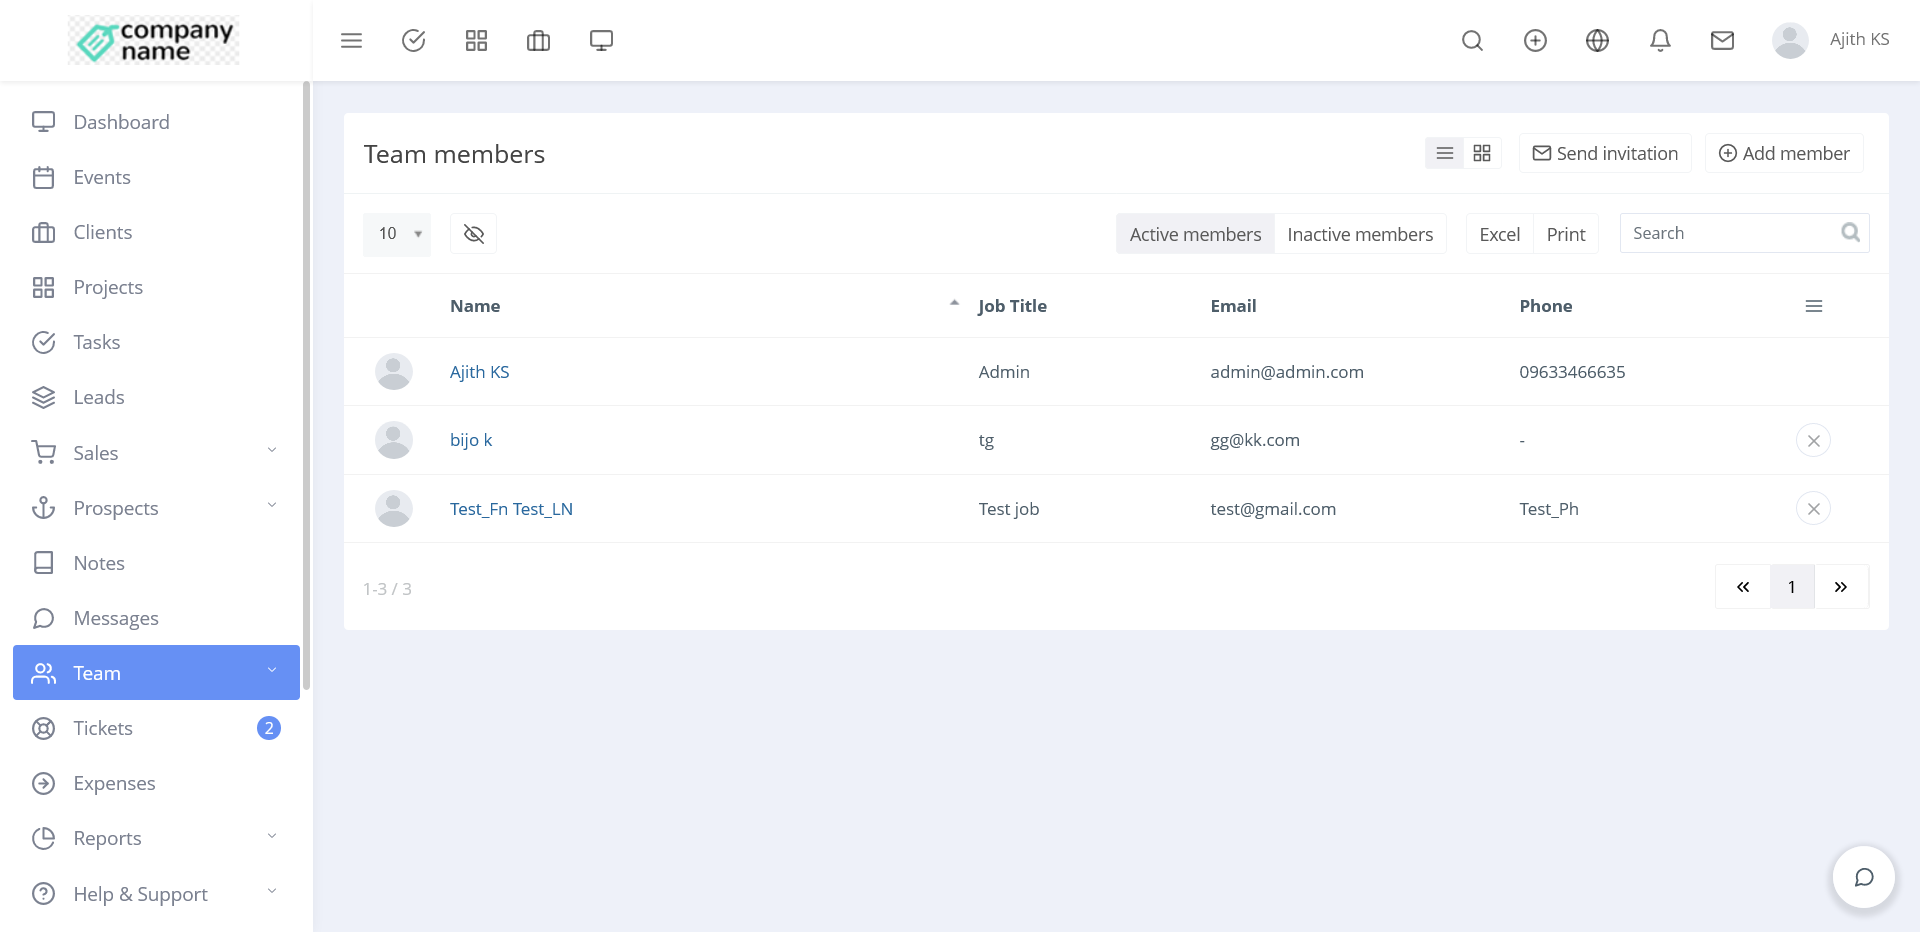 company
name
Ajith KS
Dashboard
Events
Clients
Projects
Tasks
Leads
Sales
Prospects
Notes
Messages
Team
Tickets 2
Expenses
Reports
Help & Support
Team members
Send invitation
Add member
10
Active members Inactive members Excel Print Search
Name Job Title Email Phone
Ajith KS Admin admin@admin.com 09633466635
bijo k tg gg@kk.com -
Test_Fn Test_LN Test job test@gmail.com Test_Ph
1-3 / 3
« 1 »